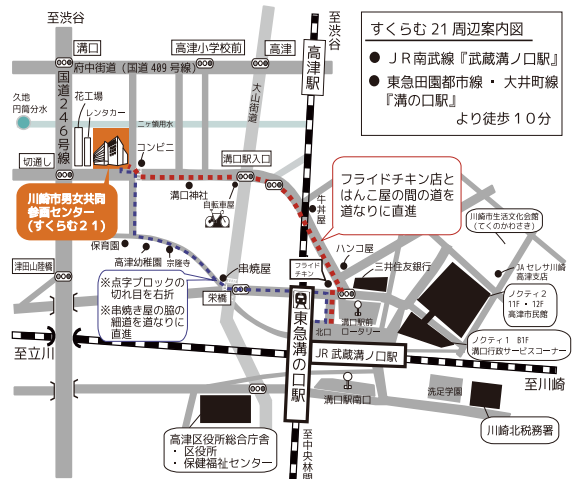 至渋谷
至渋谷
すくらむ21周辺案内図
● ＪＲ南武線『武蔵溝ノ口駅』
● 東急田園都市線・大井町線
『溝の口駅』
より徒歩10分
溝口
高津小学校前
高津
高津駅
府中街道（国道409号線）
国道246号線
大山街道
久地
円筒分水
花工場
レンタカー
二ヶ領用水
コンビニ
切通し
溝口駅入口
フライドチキン店と
はんこ屋の間の道を
道なりに直進
川崎市男女共同
参画センター
（すくらむ21）
溝口神社
自転車屋
牛丼屋
川崎市生活文化会館
（てくのかわさき）
保育園
高津幼稚園
宗隆寺
ハンコ屋
津田山陸橋
串焼屋
フライド
チキン
三井住友銀行
JAセレサ川崎
高津支店
※点字ブロックの
切れ目を右折
※串焼き屋の脇の
細道を道なりに
直進
栄橋
ノクティ2
11F・12F
高津市民館
東急溝の口駅
北口
溝口駅前
ロータリー
ノクティ1 B1F
溝口行政サービスコーナー
至立川
JR武蔵溝ノ口駅
至川崎
溝口駅南口
洗足学園
川崎北税務署
高津区役所総合庁舎
・区役所
・保健福祉センター
至中央林間